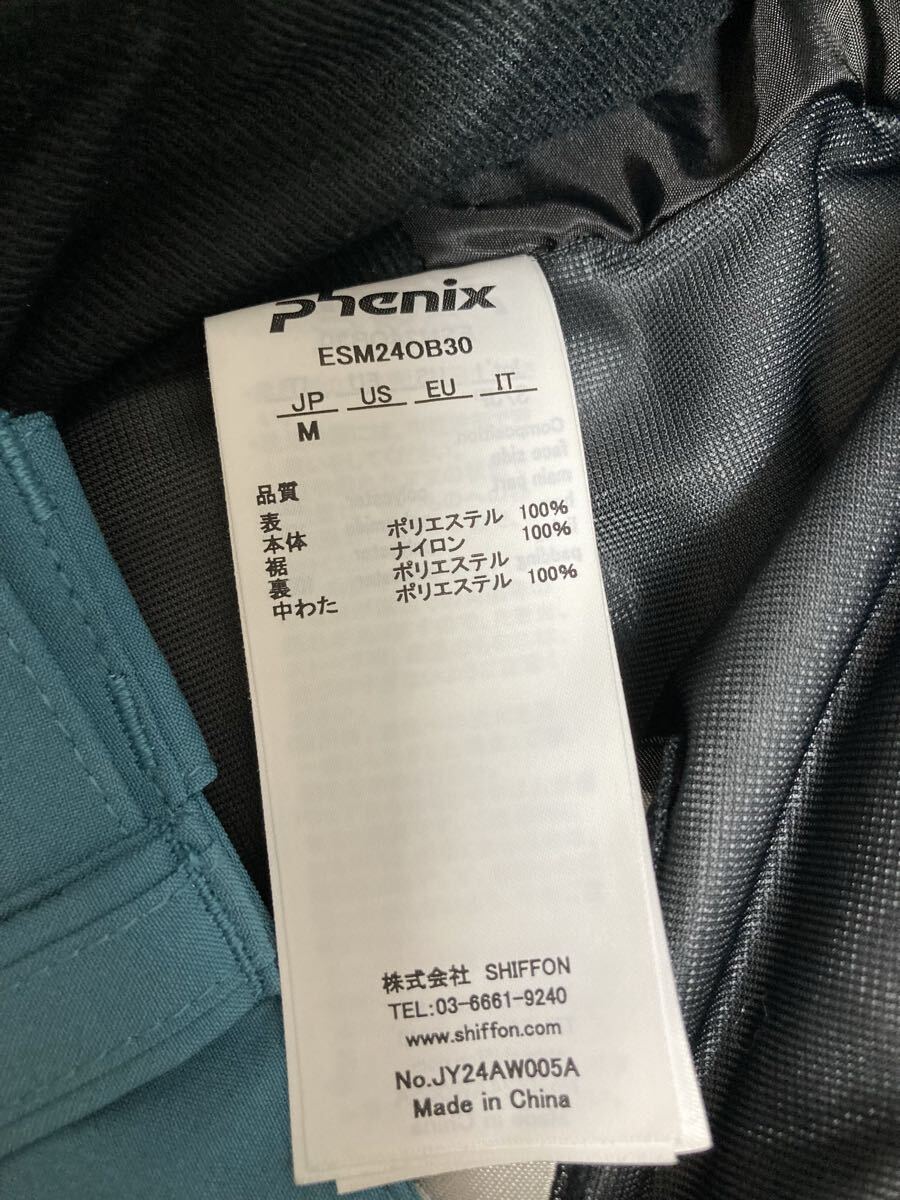 phenix
ESM24OB30
JP US EU IT
M
品質
表
本体 ポリエステル 100%
裾 ナイロン 100%
裏 ポリエステル
中わた ポリエステル 100%
株式会社 SHIFFON
TEL:03-6661-9240
www.shiffon.com
No.JY24AW005A
Made in China